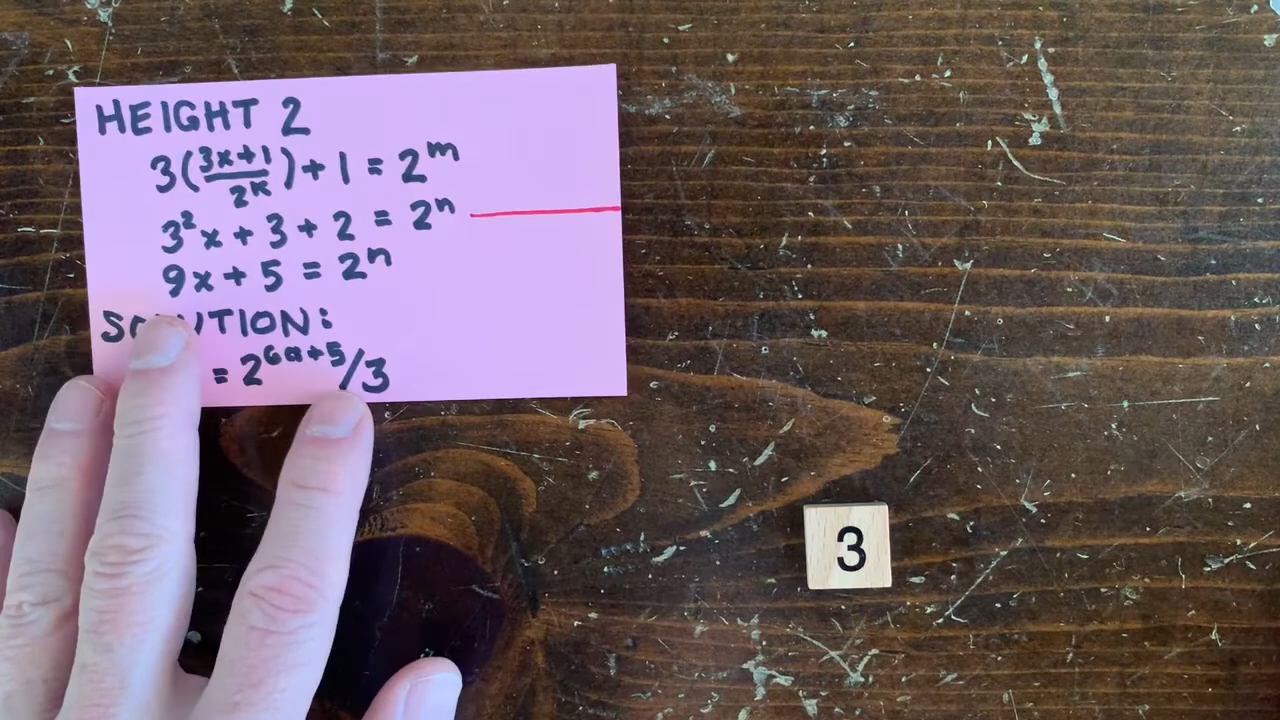 HEIGHT 2
3(\frac{3x+1}{2^k})+1 = 2^m
3^2x + 3 + 2 = 2^n
9x + 5 = 2^n
= 2^{6a+5}/3
3